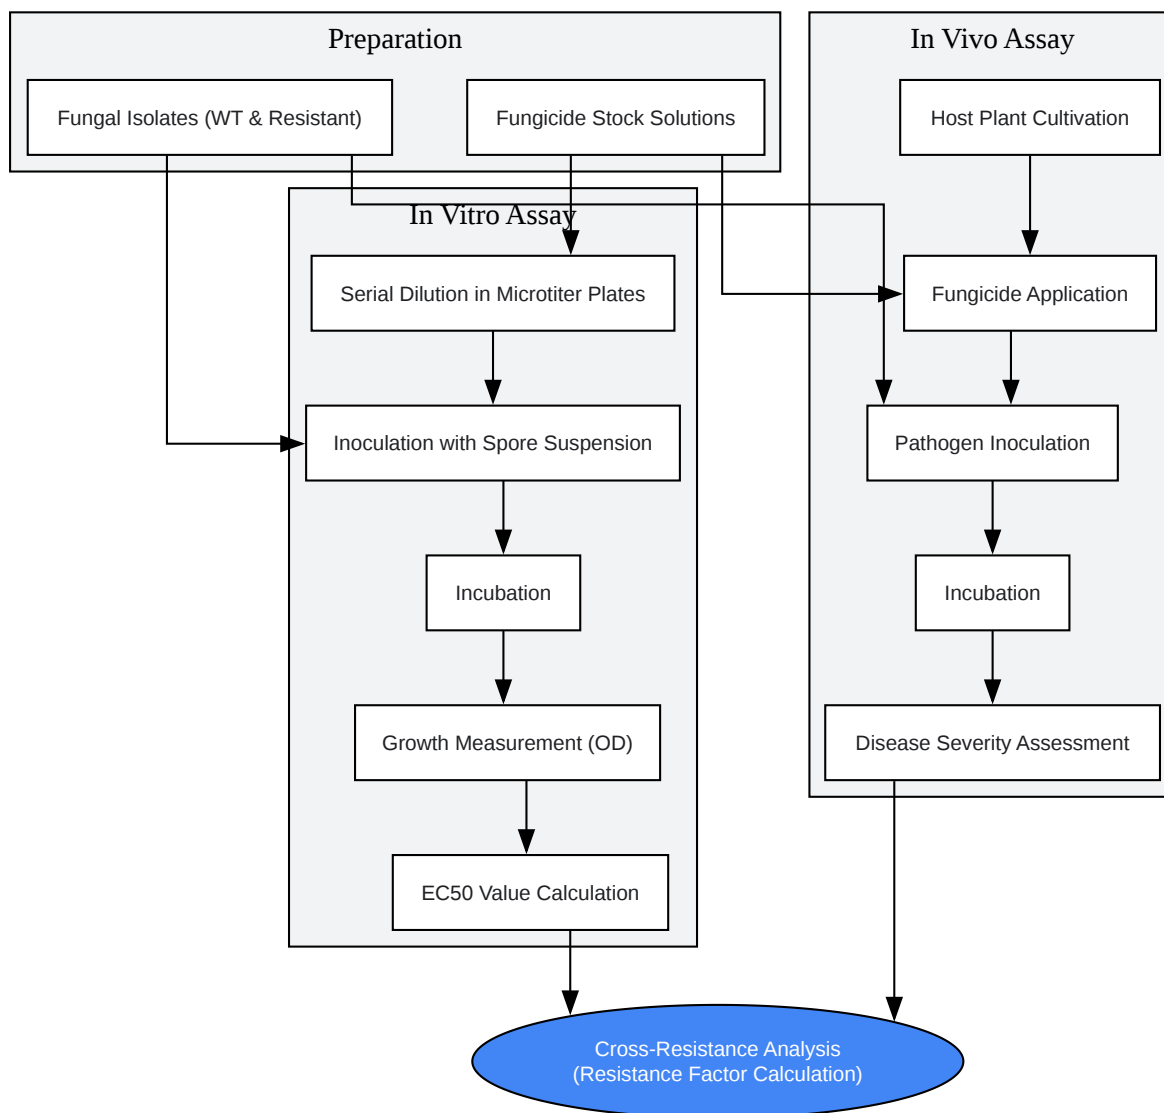 Preparation
Fungal Isolates (WT & Resistant)
Fungicide Stock Solutions
In Vitro Assay
Serial Dilution in Microtiter Plates
Inoculation with Spore Suspension
Incubation
Growth Measurement (OD)
EC50 Value Calculation
In Vivo Assay
Host Plant Cultivation
Fungicide Application
Pathogen Inoculation
Incubation
Disease Severity Assessment
Cross-Resistance Analysis
(Resistance Factor Calculation)